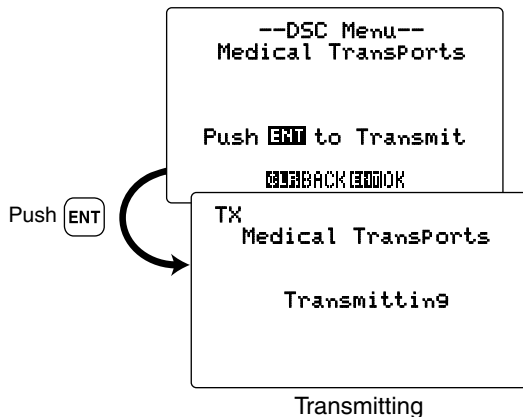 --DSC Menu--
Medical Transports
Push ENT to Transmit
CLR BACK ENT OK
Push ENT
TX
Medical Transports
Transmitting
Transmitting